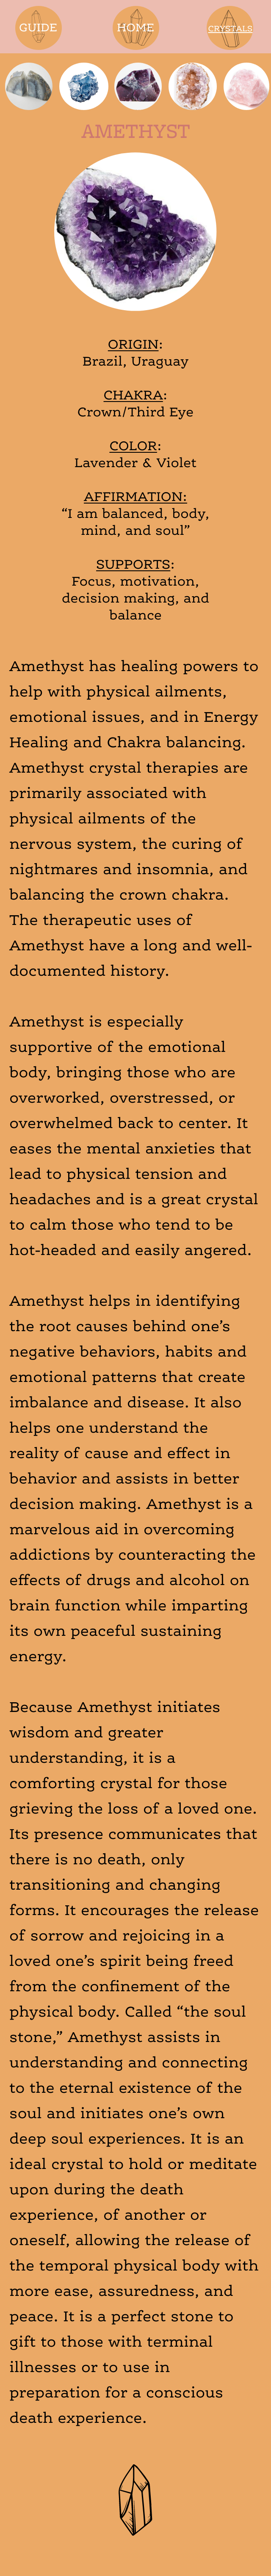 GUIDE
HOME
CRYSTALS
AMETHYST
ORIGIN:
Brazil, Uraguay
CHAKRA:
Crown/Third Eye
COLOR:
Lavender & Violet
AFFIRMATION:
“I am balanced, body,
mind, and soul”
SUPPORTS:
Focus, motivation,
decision making, and
balance
Amethyst has healing powers to
help with physical ailments,
emotional issues, and in Energy
Healing and Chakra balancing.
Amethyst crystal therapies are
primarily associated with
physical ailments of the
nervous system, the curing of
nightmares and insomnia, and
balancing the crown chakra.
The therapeutic uses of
Amethyst have a long and well-
documented history.
Amethyst is especially
supportive of the emotional
body, bringing those who are
overworked, overstressed, or
overwhelmed back to center. It
eases the mental anxieties that
lead to physical tension and
headaches and is a great crystal
to calm those who tend to be
hot-headed and easily angered.
Amethyst helps in identifying
the root causes behind one’s
negative behaviors, habits and
emotional patterns that create
imbalance and disease. It also
helps one understand the
reality of cause and effect in
behavior and assists in better
decision making. Amethyst is a
marvelous aid in overcoming
addictions by counteracting the
effects of drugs and alcohol on
brain function while imparting
its own peaceful sustaining
energy.
Because Amethyst initiates
wisdom and greater
understanding, it is a
comforting crystal for those
grieving the loss of a loved one.
Its presence communicates that
there is no death, only
transitioning and changing
forms. It encourages the release
of sorrow and rejoicing in a
loved one’s spirit being freed
from the confinement of the
physical body. Called “the soul
stone,” Amethyst assists in
understanding and connecting
to the eternal existence of the
soul and initiates one’s own
deep soul experiences. It is an
ideal crystal to hold or meditate
upon during the death
experience, of another or
oneself, allowing the release of
the temporal physical body with
more ease, assuredness, and
peace. It is a perfect stone to
gift to those with terminal
illnesses or to use in
preparation for a conscious
death experience.